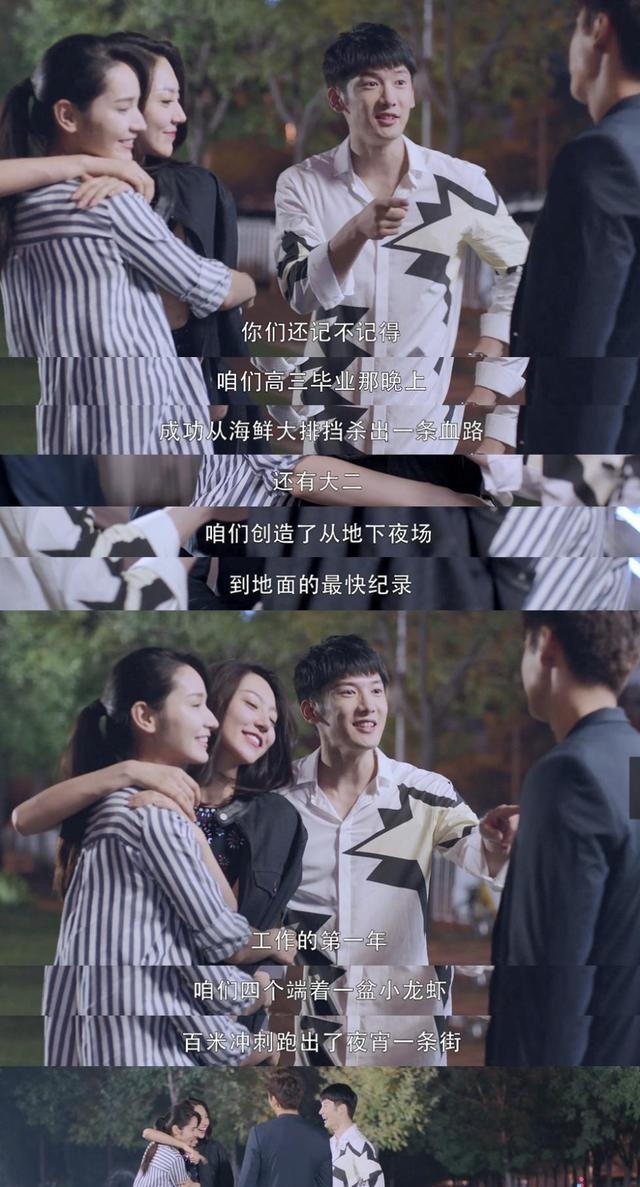 你们还记不记得
咱们高三毕业那晚上
成功从海鲜大排挡杀出一条血路
还有大二
咱们创造了从地下夜场
到地面的最快纪录
工作的第一年
咱们四个端着一盆小龙虾
百米冲刺跑出了夜宵一条街